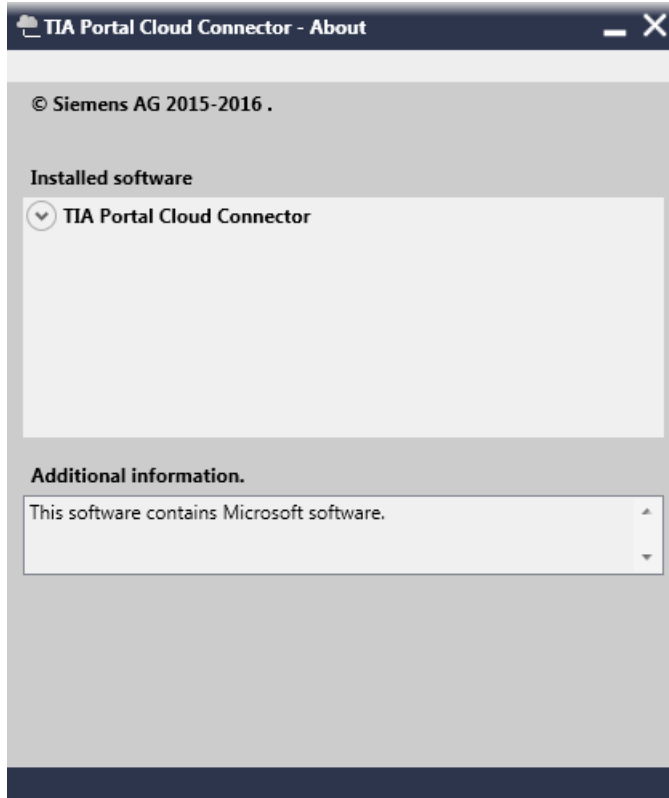 TIA Portal Cloud Connector - About
© Siemens AG 2015-2016 .
Installed software
TIA Portal Cloud Connector
Additional information.
This software contains Microsoft software.